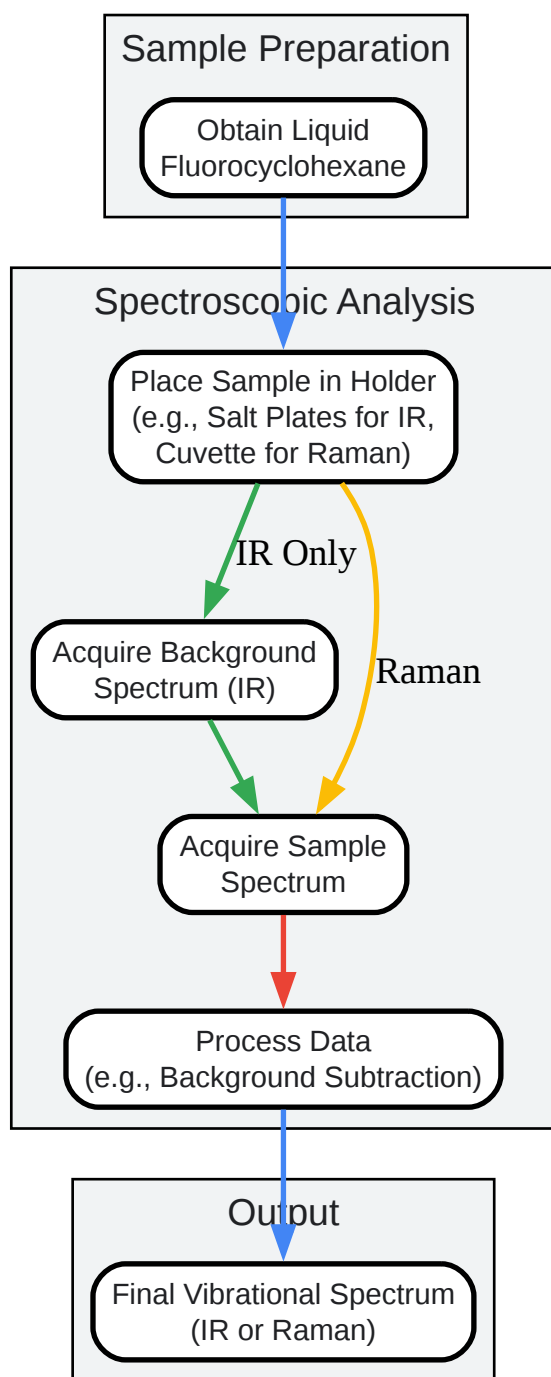 Sample Preparation
Obtain Liquid
Fluorocyclohexane
Spectroscopic Analysis
Place Sample in Holder
(e.g., Salt Plates for IR,
Cuvette for Raman)
IR Only
Acquire Background
Spectrum (IR)
Raman
Acquire Sample
Spectrum
Process Data
(e.g., Background Subtraction)
Output
Final Vibrational Spectrum
(IR or Raman)